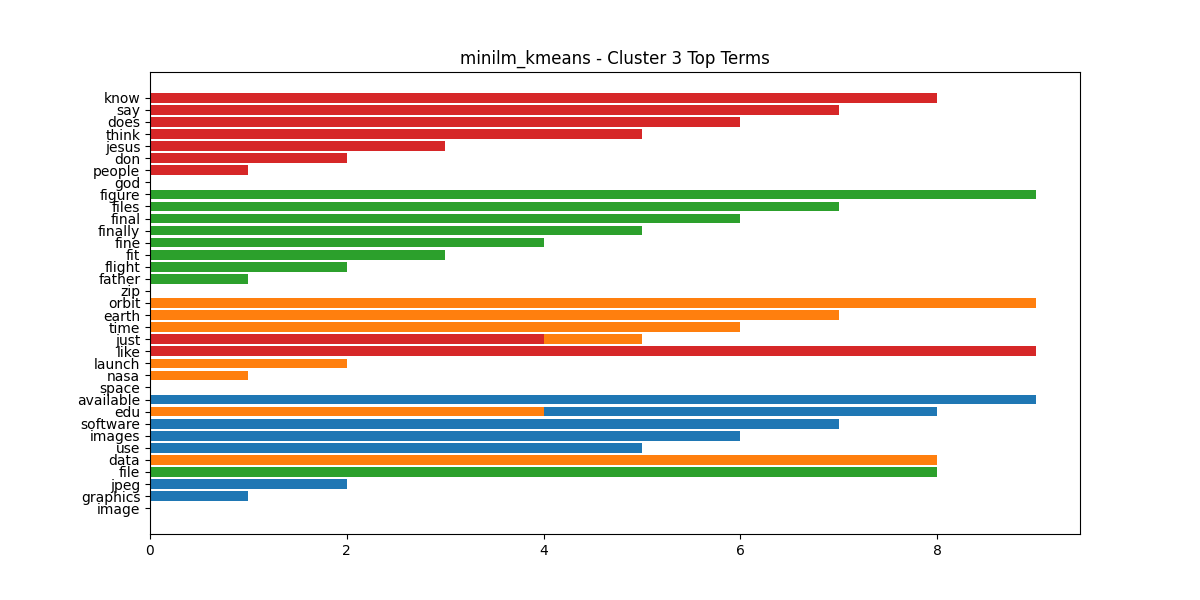 minilm_kmeans - Cluster 3 Top Terms
know
say
does
think
jesus
don
people
god
figure
files
final
finally
fine
fit
flight
father
zip
orbit
earth
time
just
like
launch
nasa
space
available
edu
software
images
use
data
file
jpeg
graphics
image
0 2 4 6 8